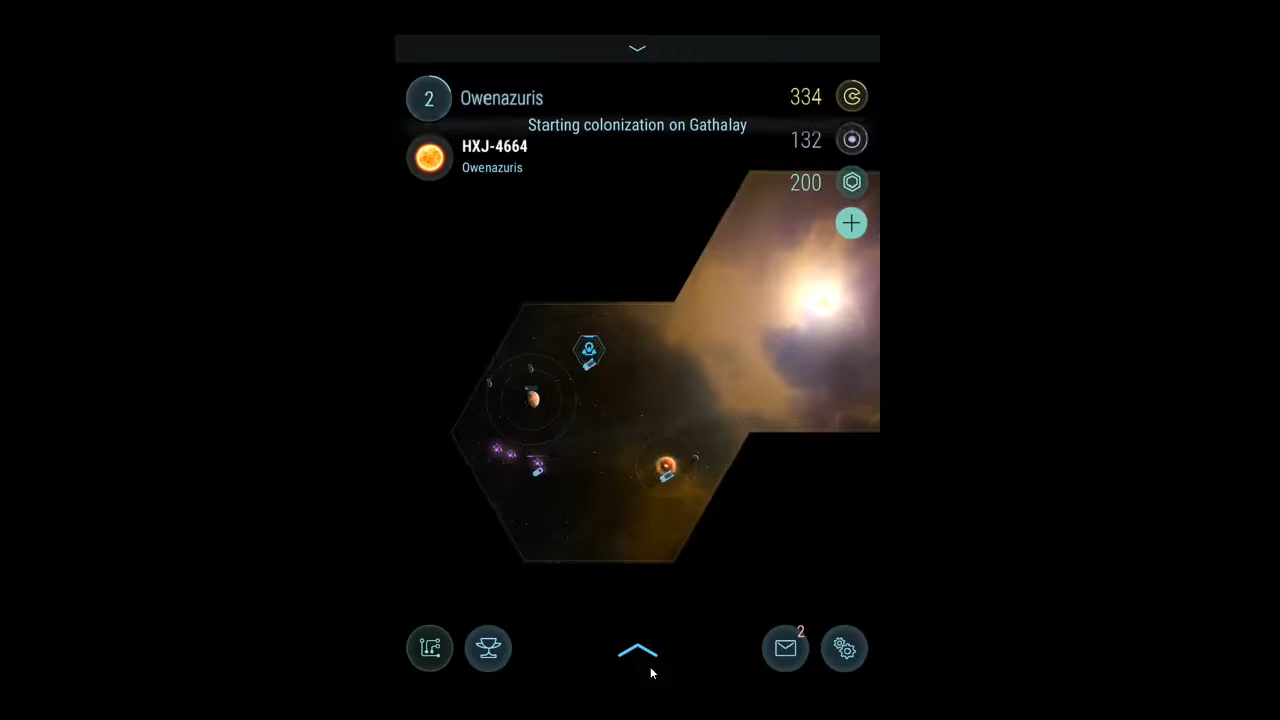 2 Owenazuris
334
Starting colonization on Gathalay
HXJ-4664
Owenazuris
132
200
2